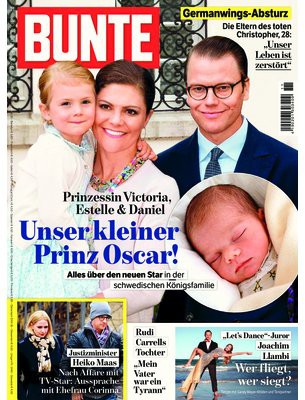 Germanwings-Absturz
BUNTE
Die Eltern des toten
Christopher, 28:
„Unser
Leben ist
zerstört“
Prinzessin Victoria,
Estelle & Daniel
Unser kleiner
Prinz Oscar!
Alles über den neuen Star in der
schwedischen Königsfamilie
Justizminister
Heiko Maas
Nach Affäre mit
TV-Star: Aussprache
mit Ehefrau Corinna
Rudi
Carrells
Tochter
„Mein
Vater
war ein
Tyrann“
„Let's Dance“-Juror
Joachim
Llambi
Wer fliegt,
wer siegt?